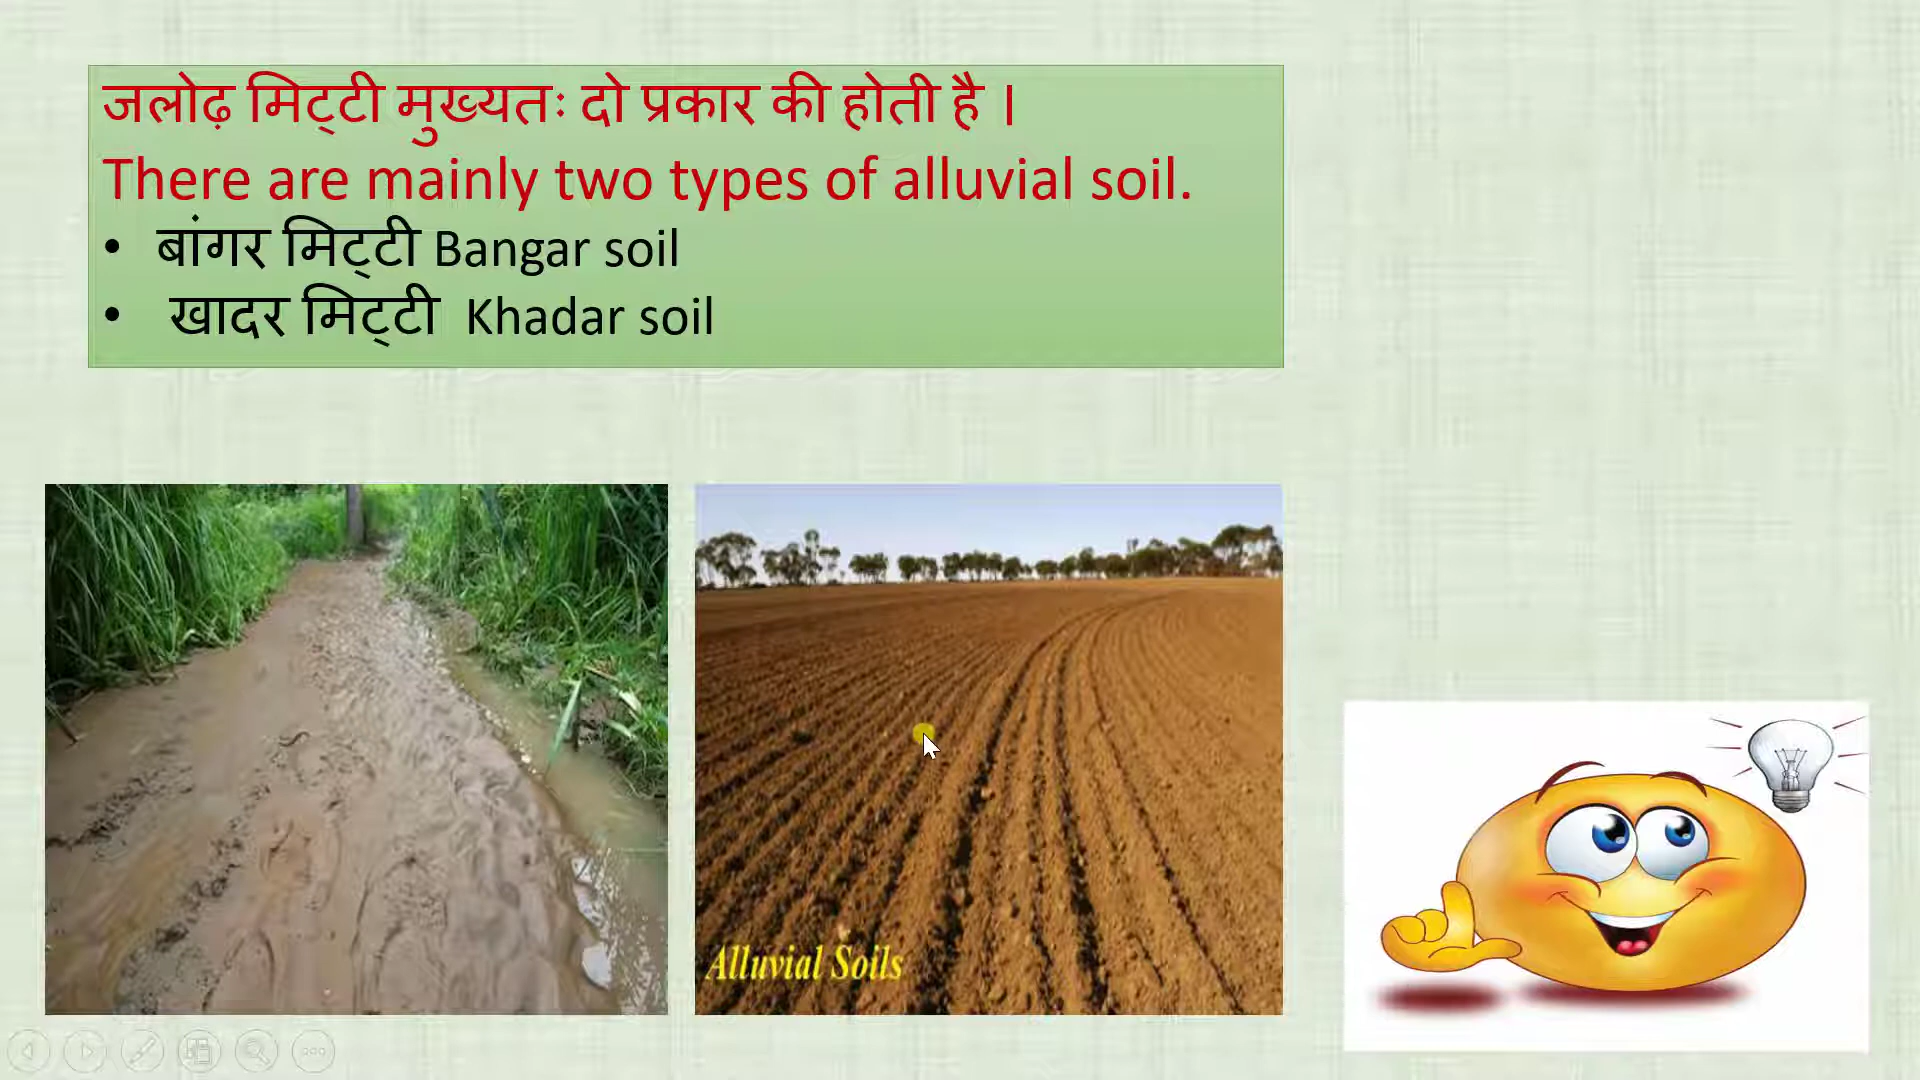 जलोढ़ मिट्टी मुख्यतः दो प्रकार की होती है ।
There are mainly two types of alluvial soil.
• बांगर मिट्टी Bangar soil
• खादर मिट्टी Khadar soil
Alluvial Soils